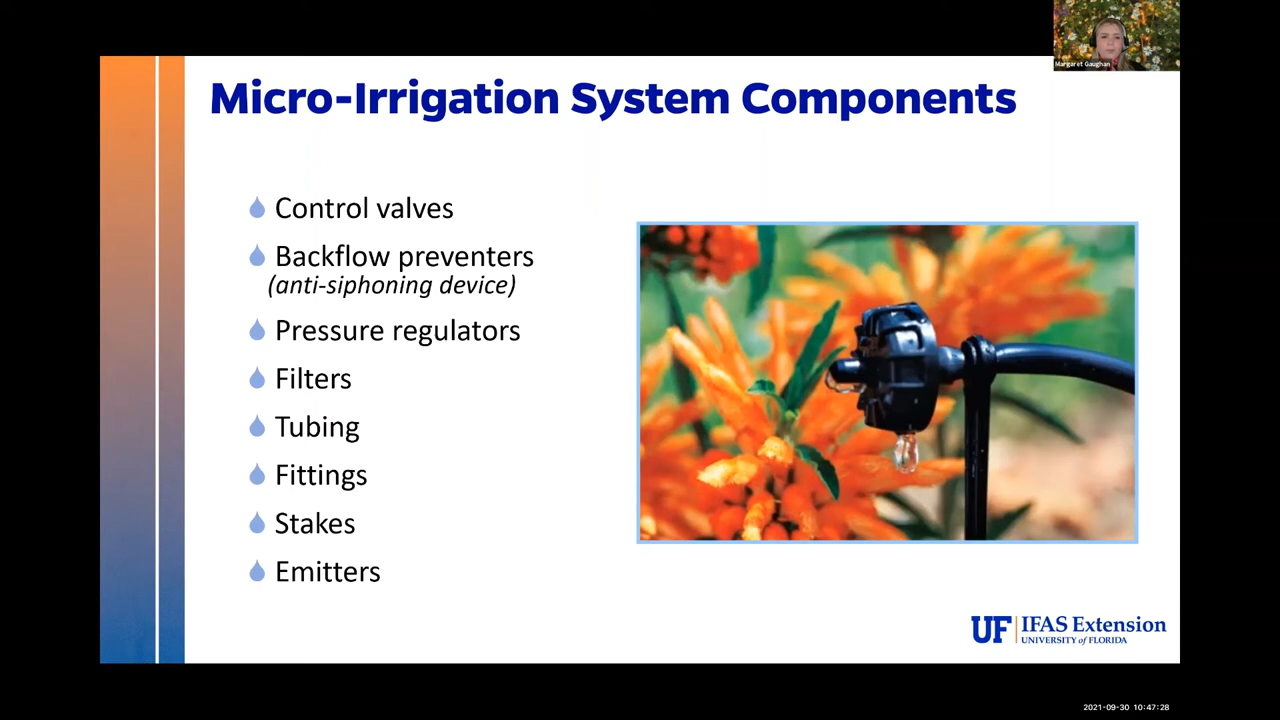 Margaret Gaughan
Micro-Irrigation System Components
Control valves
Backflow preventers
(anti-siphoning device)
Pressure regulators
Filters
Tubing
Fittings
Stakes
Emitters
UF IFAS Extension
UNIVERSITY of FLORIDA
2021-09-30 10:47:28